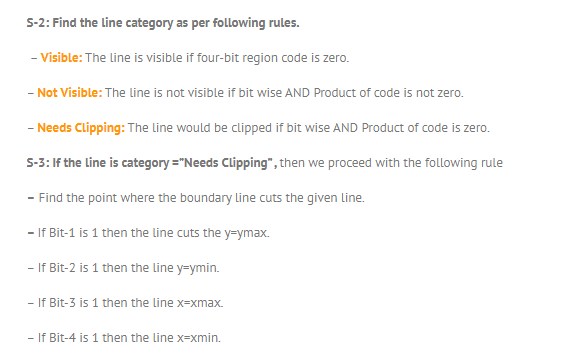 S-2: Find the line category as per following rules.
– Visible: The line is visible if four-bit region code is zero.
– Not Visible: The line is not visible if bit wise AND Product of code is not zero.
– Needs Clipping: The line would be clipped if bit wise AND Product of code is zero.
S-3: If the line is category ="Needs Clipping", then we proceed with the following rule
– Find the point where the boundary line cuts the given line.
– If Bit-1 is 1 then the line cuts the y=ymax.
– If Bit-2 is 1 then the line y=ymin.
– If Bit-3 is 1 then the line x=xmax.
– If Bit-4 is 1 then the line x=xmin.